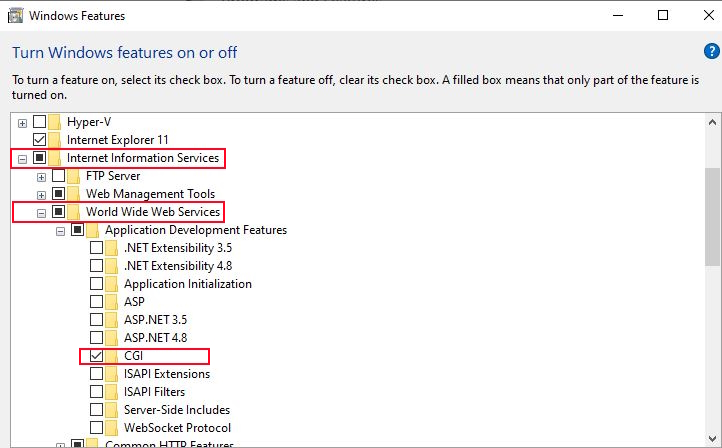 Windows Features
Turn Windows features on or off
To turn a feature on, select its check box. To turn a feature off, clear its check box. A filled box means that only part of the feature is
turned on.
Hyper-V
Internet Explorer 11
Internet Information Services
FTP Server
Web Management Tools
World Wide Web Services
Application Development Features
.NET Extensibility 3.5
.NET Extensibility 4.8
Application Initialization
ASP
ASP.NET 3.5
ASP.NET 4.8
CGI
ISAPI Extensions
ISAPI Filters
Server-Side Includes
WebSocket Protocol
Common HTTP Features